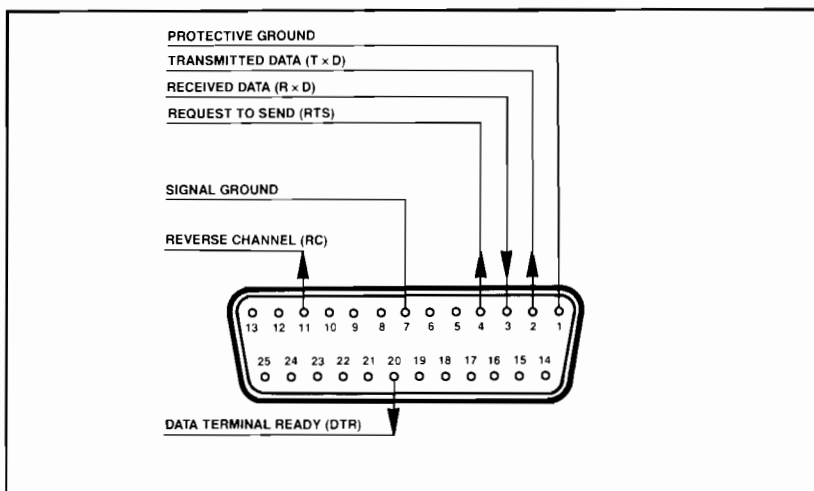 PROTECTIVE GROUND
TRANSMITTED DATA (T × D)
RECEIVED DATA (R × D)
REQUEST TO SEND (RTS)
SIGNAL GROUND
REVERSE CHANNEL (RC)
13 12 11 10 9 8 7 6 5 4 3 2 1
25 24 23 22 21 20 19 18 17 16 15 14
DATA TERMINAL READY (DTR)